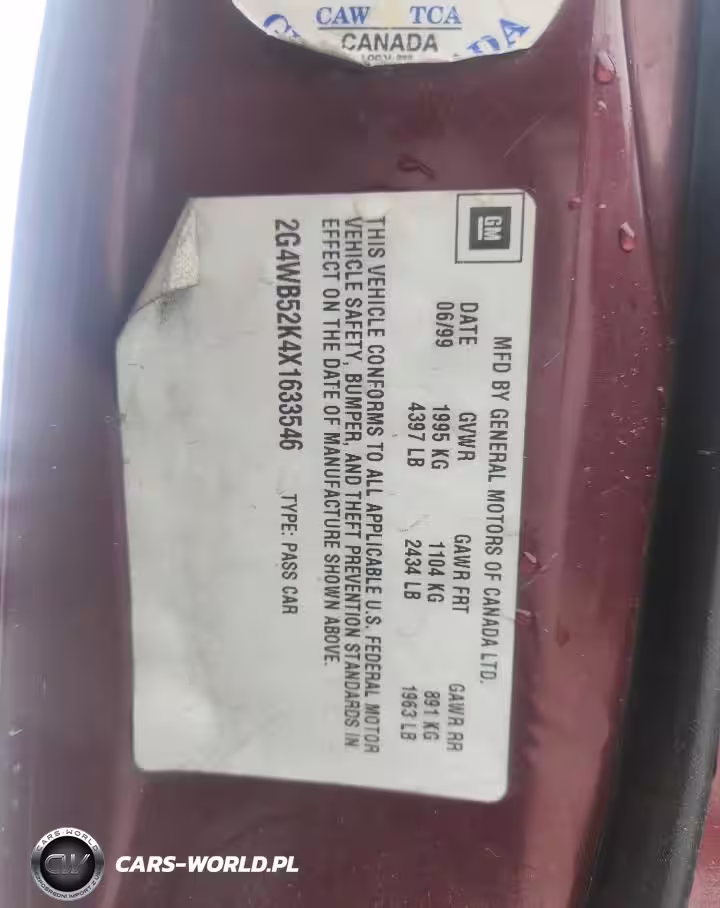 CAW TCA
CANADA
GM
MFD BY GENERAL MOTORS OF CANADA LTD.
DATE GVWR GAWR FRT GAWR RR
06/99 1995 KG 1104 KG 891 KG
4397 LB 2434 LB 1963 LB
THIS VEHICLE CONFORMS TO ALL APPLICABLE U.S. FEDERAL MOTOR
VEHICLE SAFETY, BUMPER, AND THEFT PREVENTION STANDARDS IN
EFFECT ON THE DATE OF MANUFACTURE SHOWN ABOVE.
2G4WB52K4X1633546 TYPE: PASS CAR
CARS-WORLD
CW
CARS-WORLD.PL